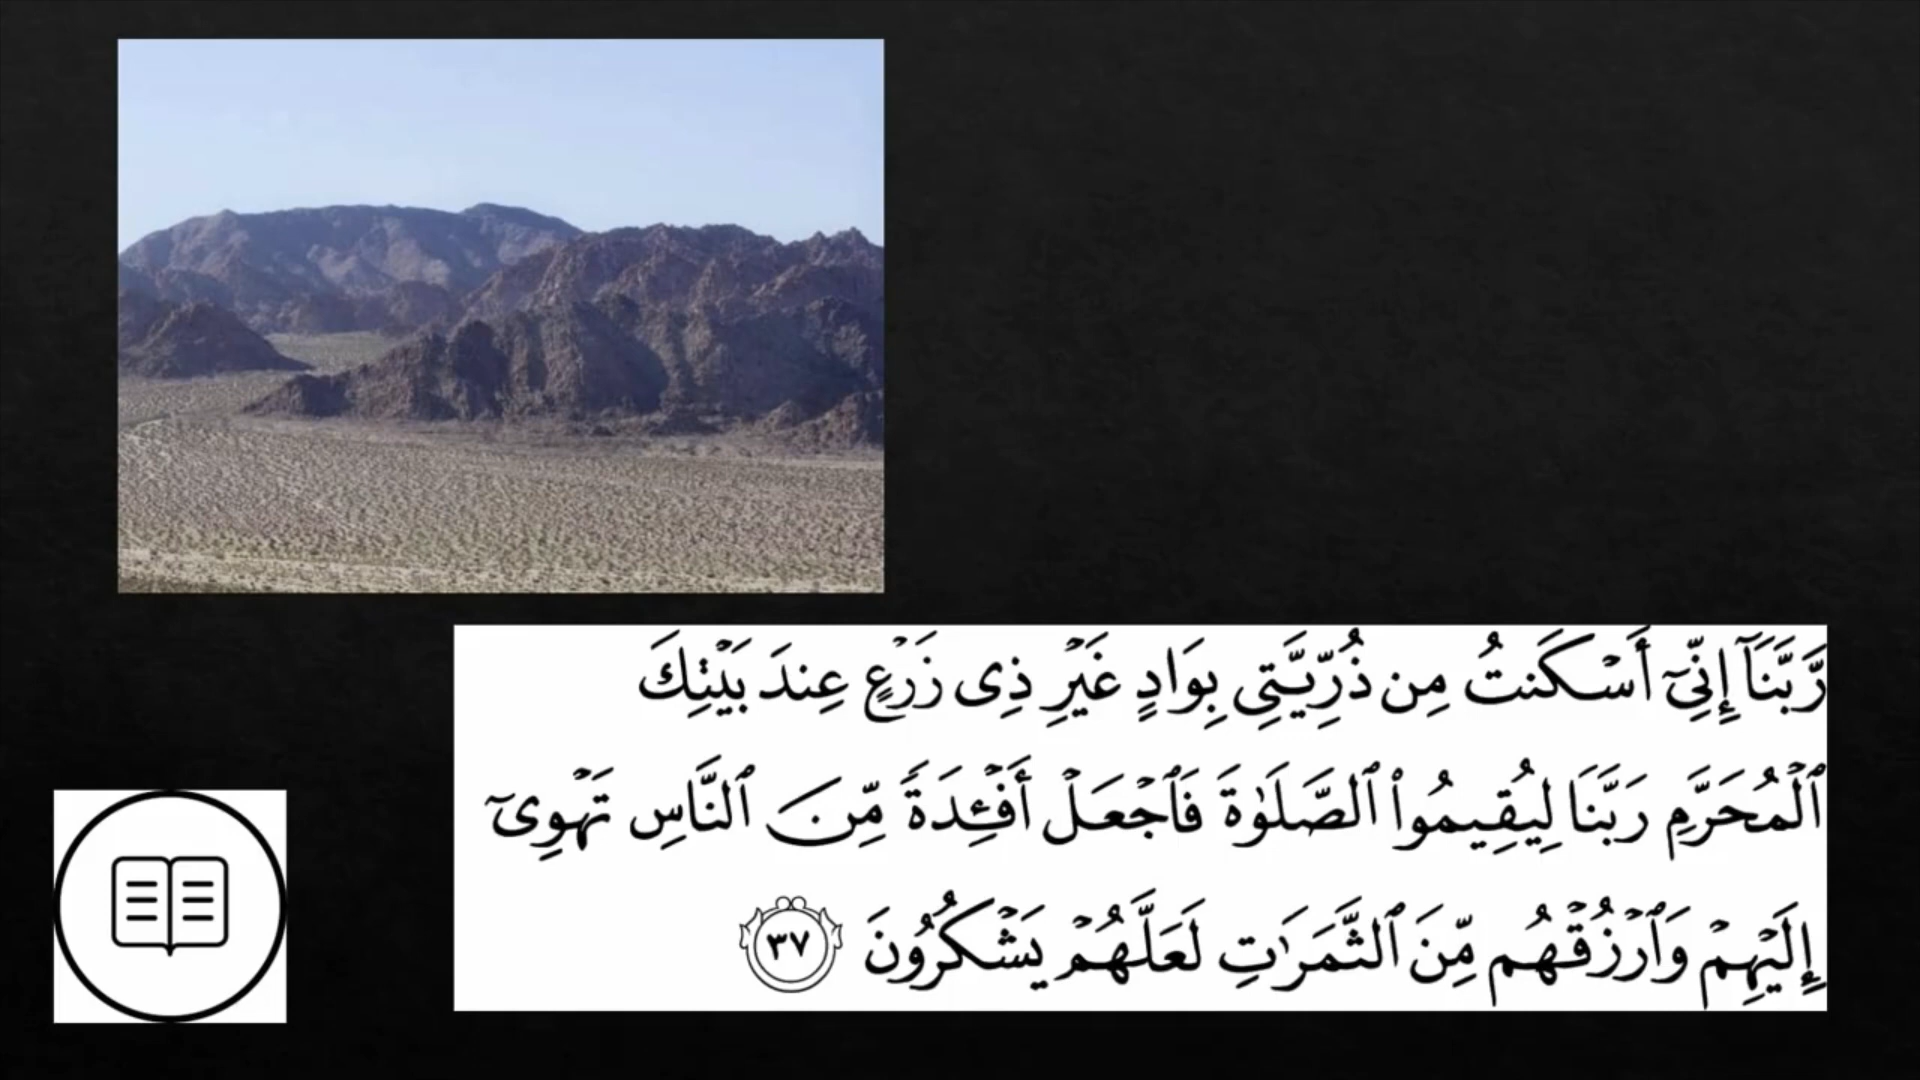 رَّبَّنَآ إِنِّىٓ أَسْكَنتُ مِن ذُرِّيَّتِى بِوَادٍ غَيْرِ ذِى زَرْعٍ عِندَ بَيْتِكَ
ٱلْمُحَرَّمِ رَبَّنَا لِيُقِيمُوا۟ ٱلصَّلَوٰةَ فَٱجْعَلْ أَفْـِٔدَةً مِّنَ ٱلنَّاسِ تَهْوِىٓ
إِلَيْهِمْ وَٱرْزُقْهُم مِّنَ ٱلثَّمَرَٰتِ لَعَلَّهُمْ يَشْكُرُونَ ٣٧